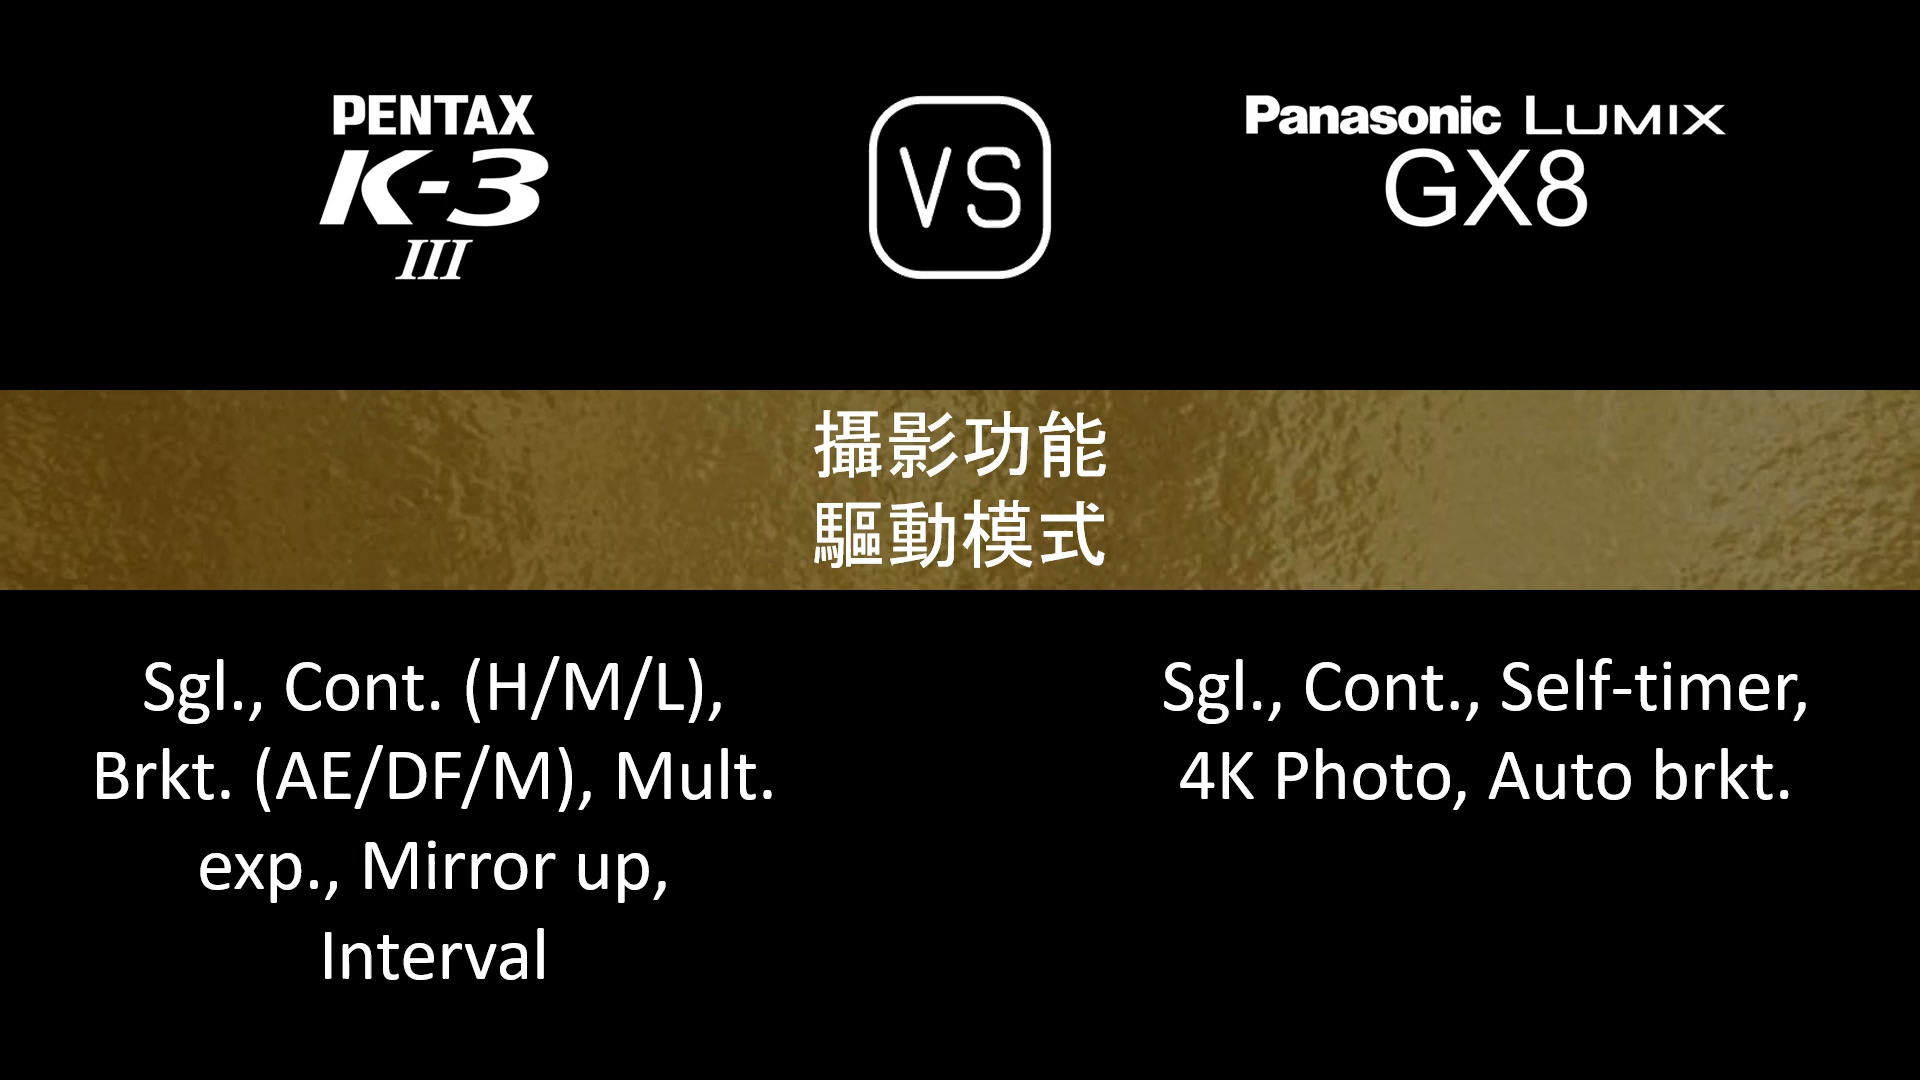 PENTAX
K-3
III
VS
Panasonic LUMIX
GX8
攝影功能
驅動模式
Sgl., Cont. (H/M/L),
Brkt. (AE/DF/M), Mult.
exp., Mirror up,
Interval
Sgl., Cont., Self-timer,
4K Photo, Auto brkt.